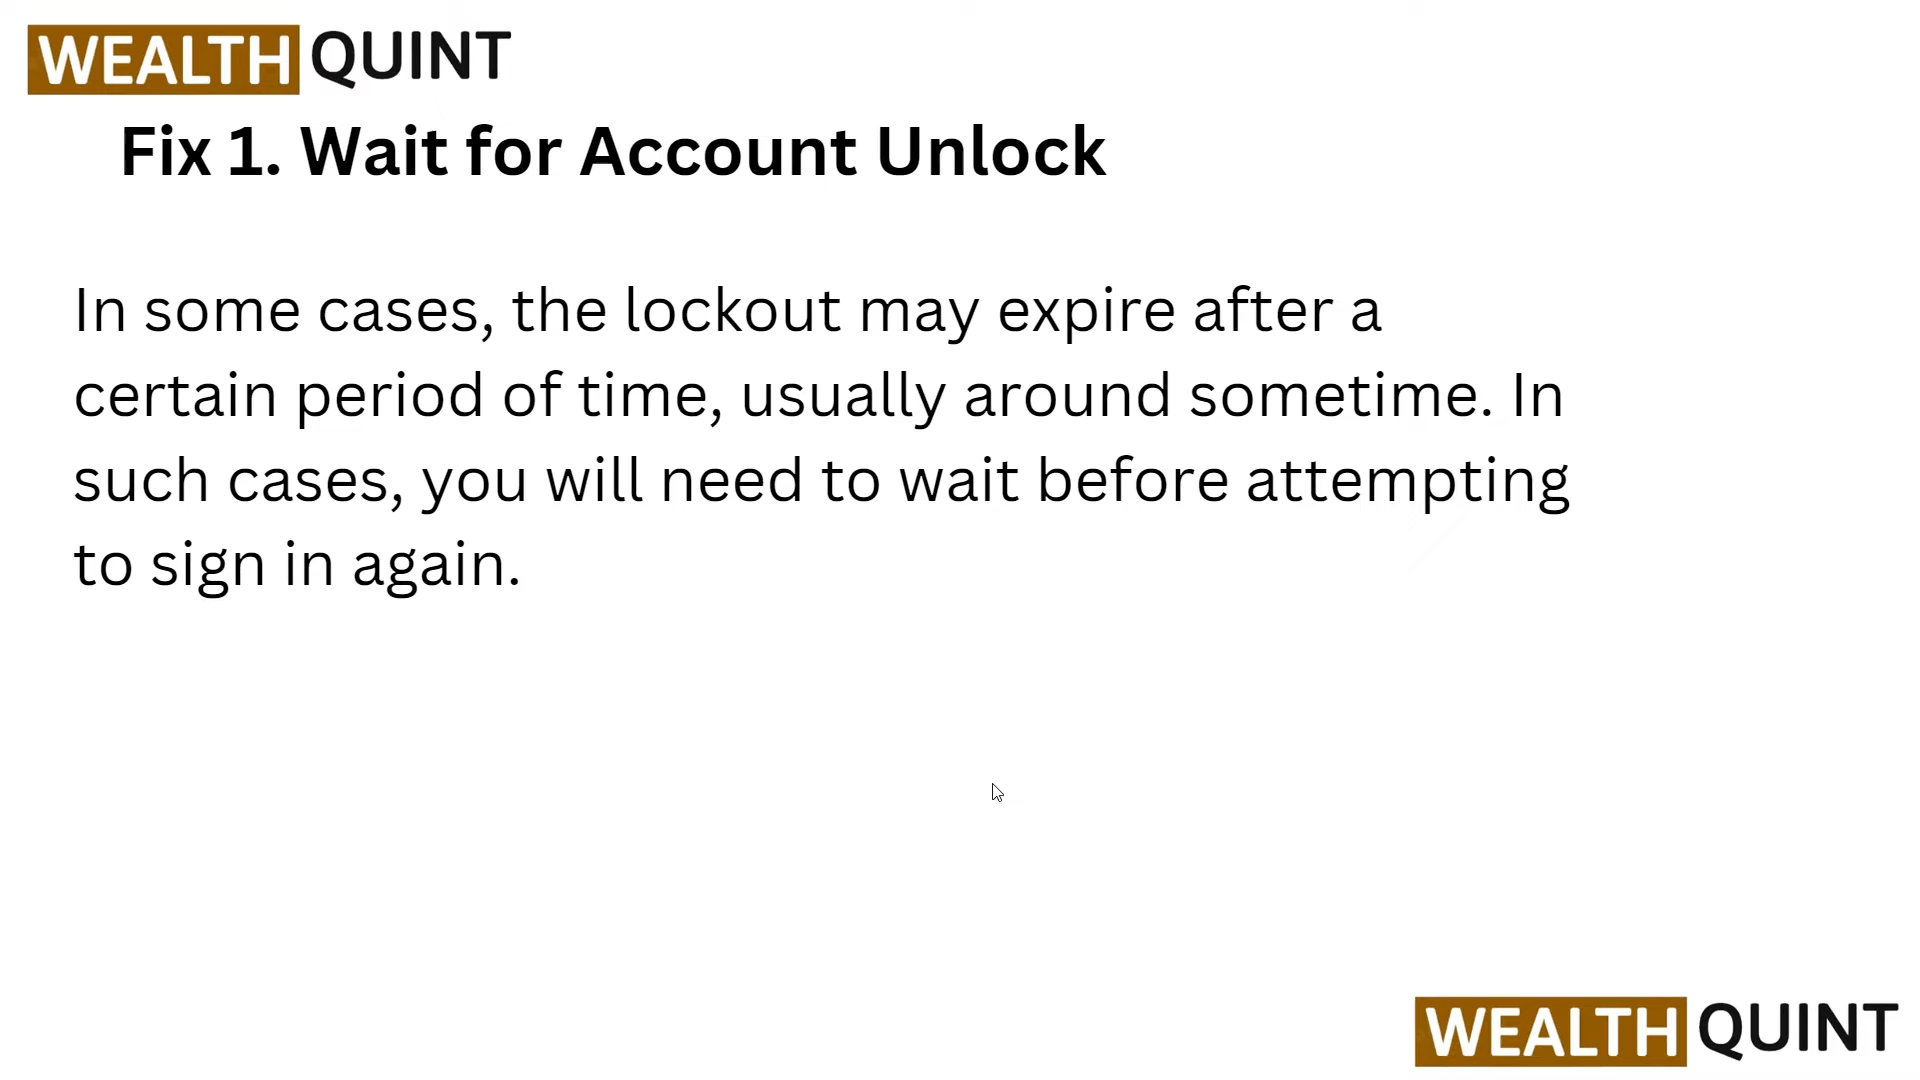 WEALTH QUINT
Fix 1. Wait for Account Unlock
In some cases, the lockout may expire after a
certain period of time, usually around sometime. In
such cases, you will need to wait before attempting
to sign in again.
WEALTH QUINT